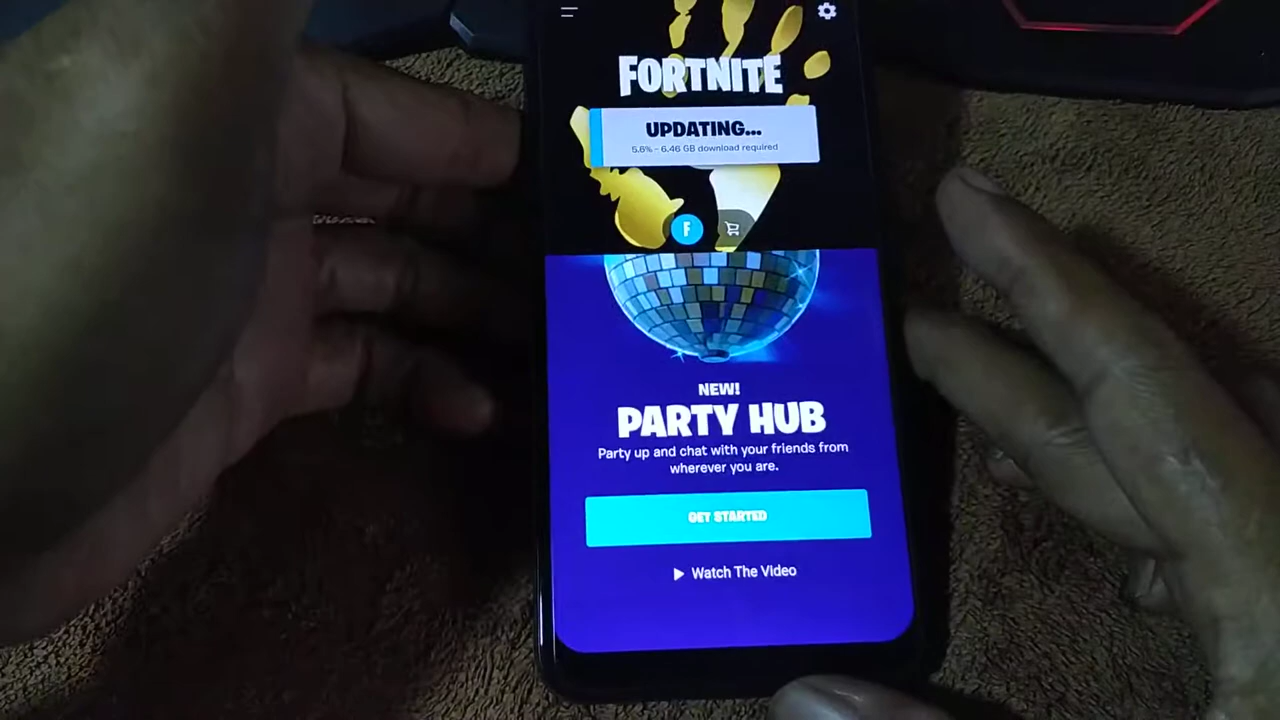 FORTNITE
UPDATING...
5.6% - 6.46 GB download required
F
NEW!
PARTY HUB
Party up and chat with your friends from
wherever you are.
GET STARTED
Watch The Video